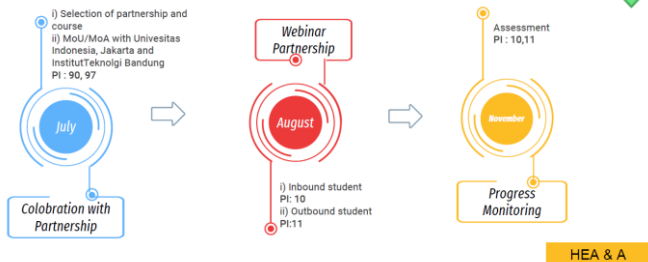 i) Selection of partnership and
course
ii) MoU/MoA with Univesitas
Indonesia, Jakarta and
InstitutTeknolgi Bandung
PI : 90, 97
July
Colobration with
Partnership
Webinar
Partnership
August
i) Inbound student
PI: 10
ii) Outbound student
PI:11
Assessment
PI : 10,11
November
Progress
Monitoring
HEA & A